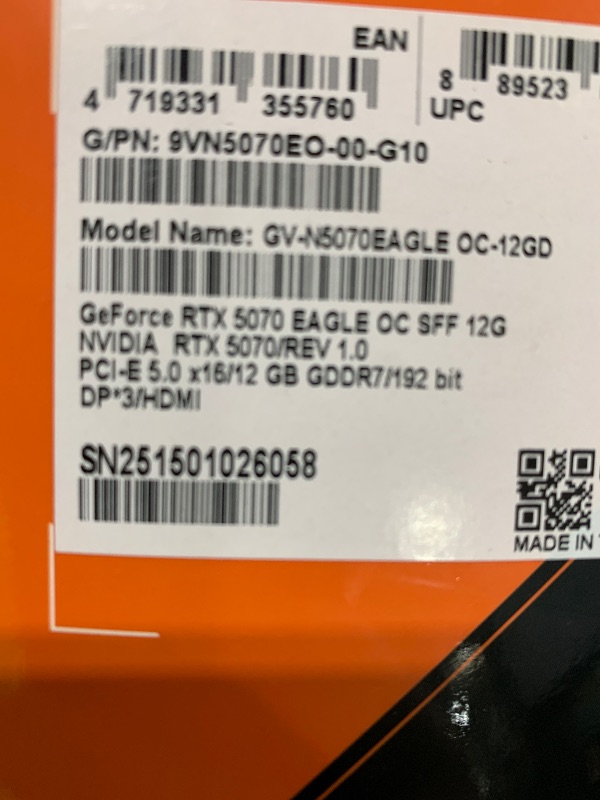 EAN
4 719331 355760
8 89523
UPC
G/PN: 9VN5070EO-00-G10
Model Name: GV-N5070EAGLE OC-12GD
GeForce RTX 5070 EAGLE OC SFF 12G
NVIDIA RTX 5070/REV 1.0
PCI-E 5.0 x16/12 GB GDDR7/192 bit
DP*3/HDMI
SN251501026058
MADE IN